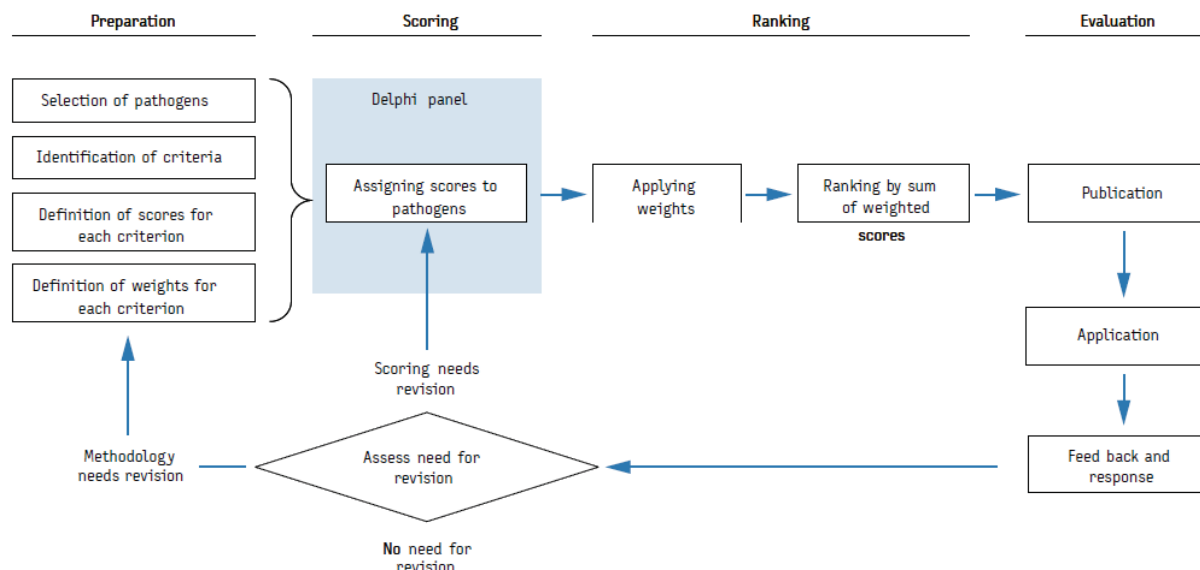 Preparation
Scoring
Ranking
Evaluation
Selection of pathogens
Identification of criteria
Definition of scores for
each criterion
Definition of weights for
each criterion
Delphi panel
Assigning scores to
pathogens
Applying
weights
Ranking by sum
of weighted
scores
Publication
Application
Feed back and
response
Scoring needs
revision
Assess need for
revision
Methodology
needs revision
No need for
revision